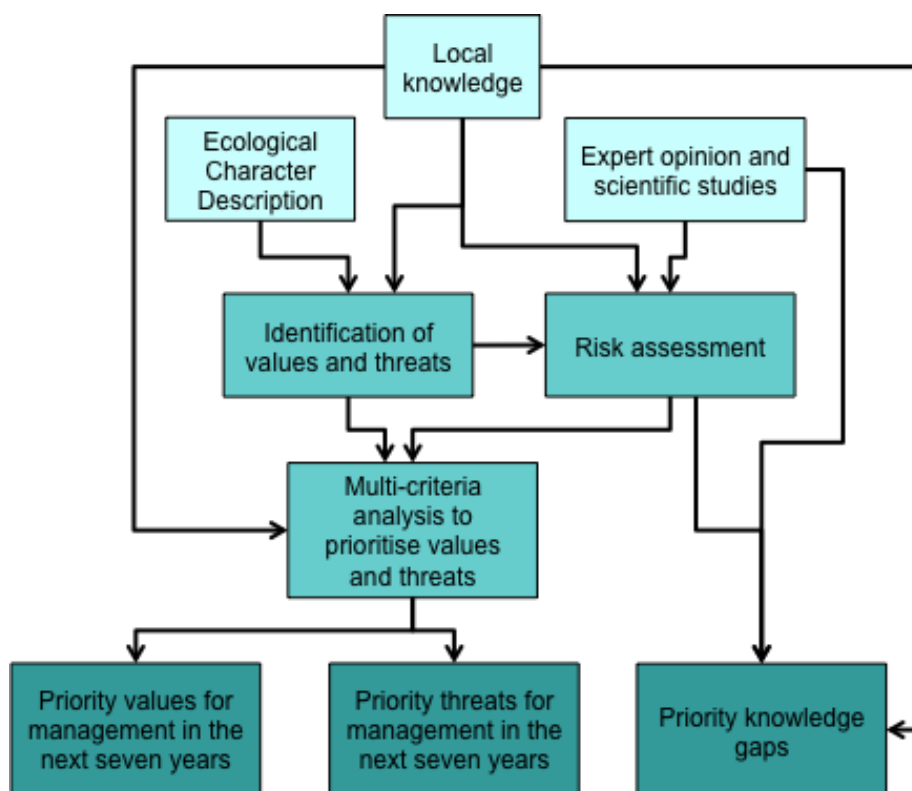 Local
knowledge
Ecological
Character
Description
Expert opinion and
scientific studies
Identification of
values and threats
Risk assessment
Multi-criteria
analysis to
prioritise values
and threats
Priority values for
management in the
next seven years
Priority threats for
management in the
next seven years
Priority knowledge
gaps